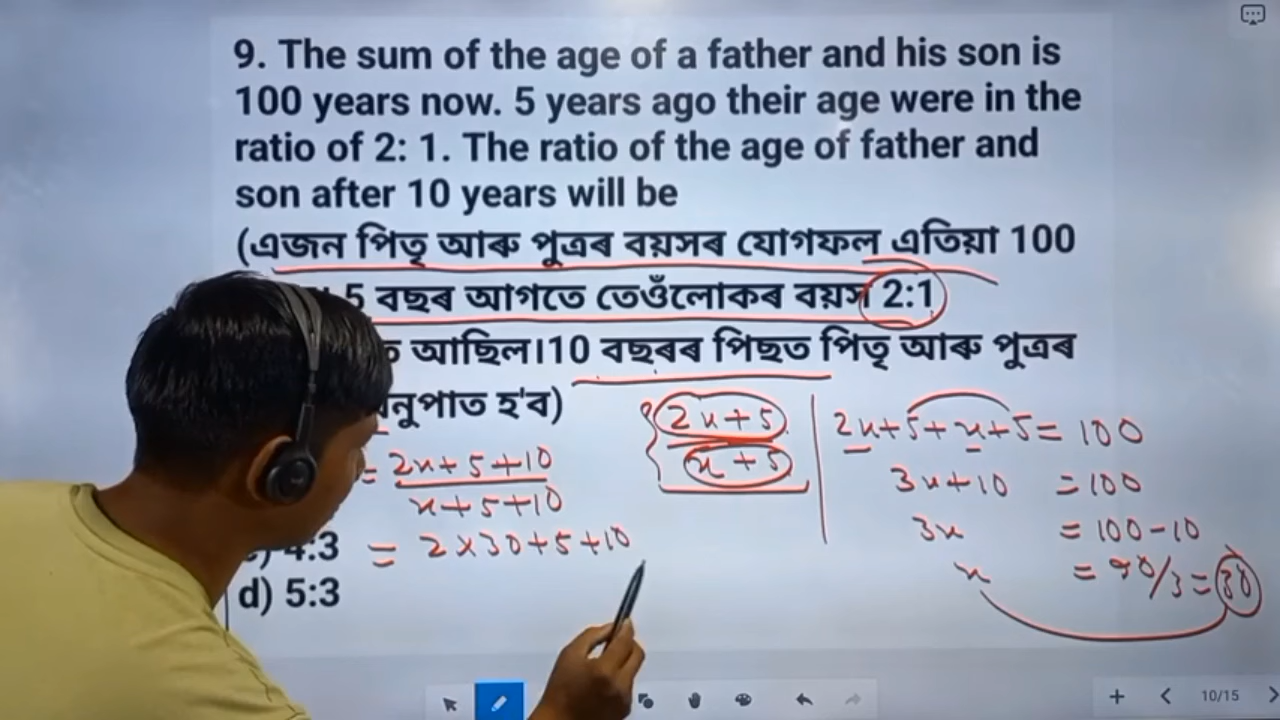 9. The sum of the age of a father and his son is
100 years now. 5 years ago their age were in the
ratio of 2: 1. The ratio of the age of father and
son after 10 years will be
(এজন পিতৃ আৰু পুত্ৰৰ বয়সৰ যোগফল এতিয়া 100
5 বছৰ আগতে তেওঁলোকৰ বয়স 2:1
আছিল।10 বছৰৰ পিছত পিতৃ আৰু পুত্ৰৰ
হ'ব)
2x+5
x+5
2x+5+x+5=100
3x+10 =100
3x =100-10
x =90/3=30
=2x+5+10
x+5+10
4:3
=2×30+5+10
d) 5:3
10/15